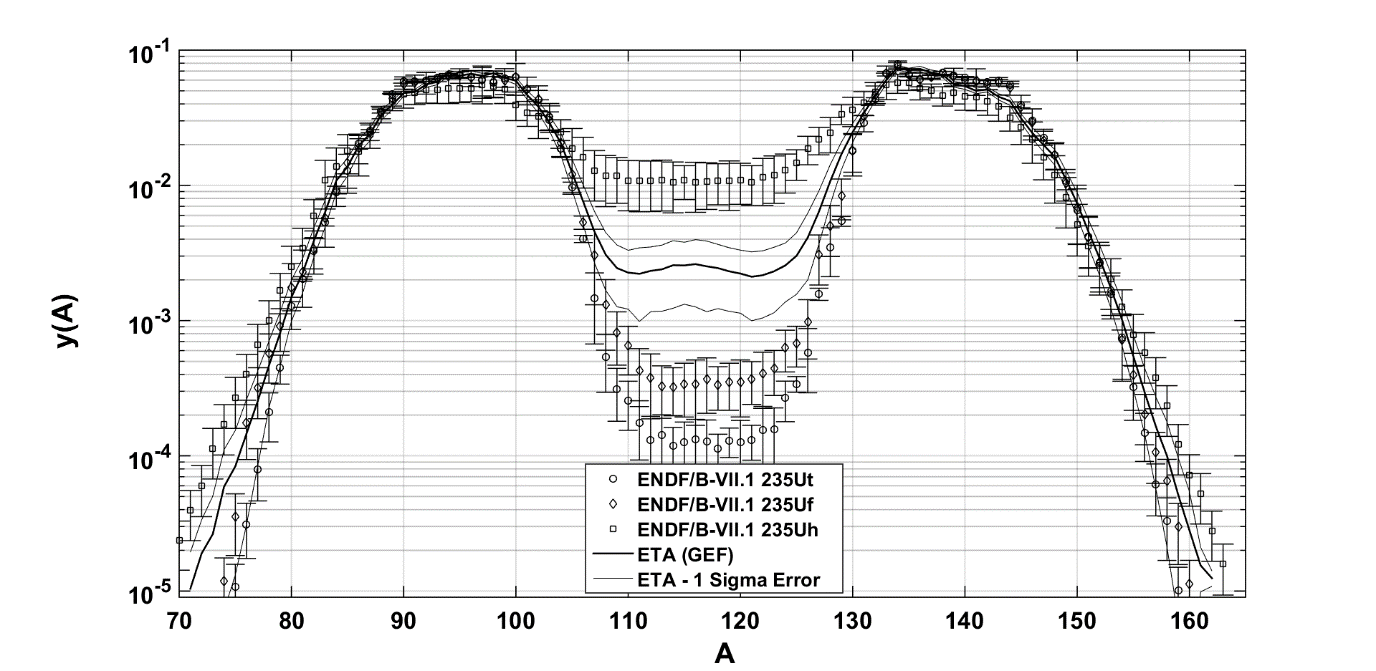 10-1
10-2
10-3
10-4
10-5
y(A)
ENDF/B-VII.1 235Ut
ENDF/B-VII.1 235Uf
ENDF/B-VII.1 235Uh
ETA (GEF)
ETA - 1 Sigma Error
70 80 90 100 110 120 130 140 150 160
A